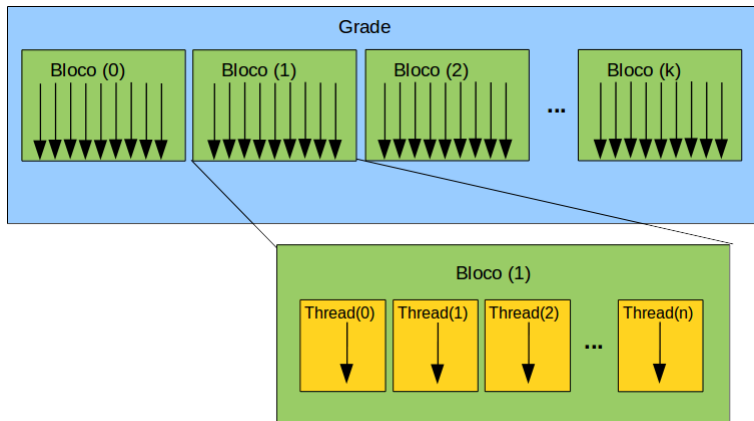 Grade
Bloco (0) Bloco (1) Bloco (2) ... Bloco (k)
Bloco (1)
Thread(0) Thread(1) Thread(2) ... Thread(n)